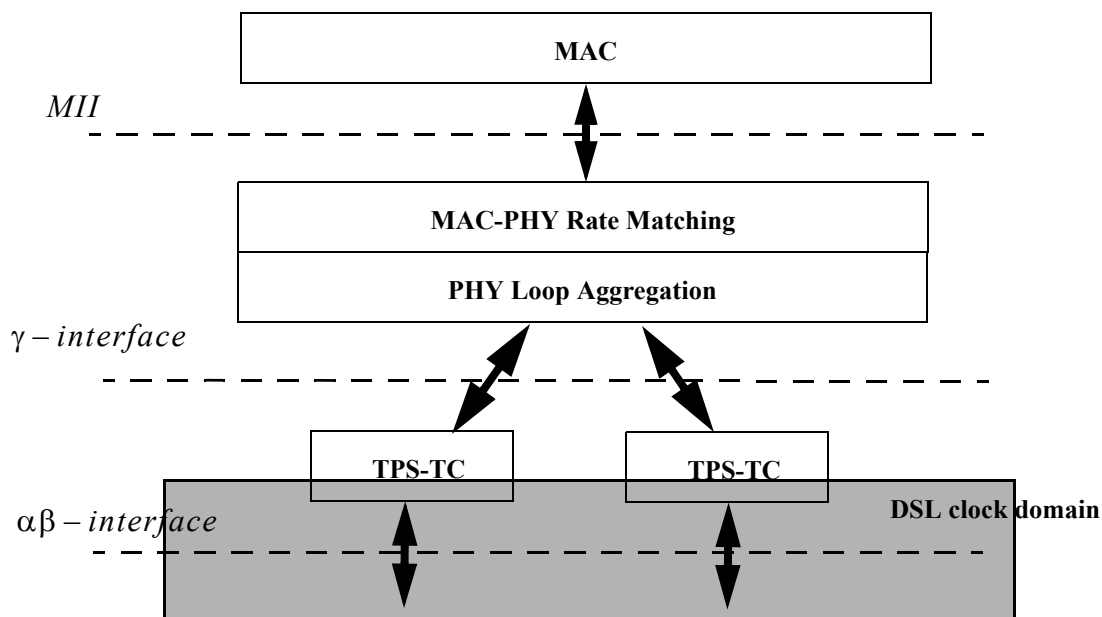 MAC
MII
MAC-PHY Rate Matching
PHY Loop Aggregation
γ – interface
TPS-TC TPS-TC
DSL clock domain
αβ – interface